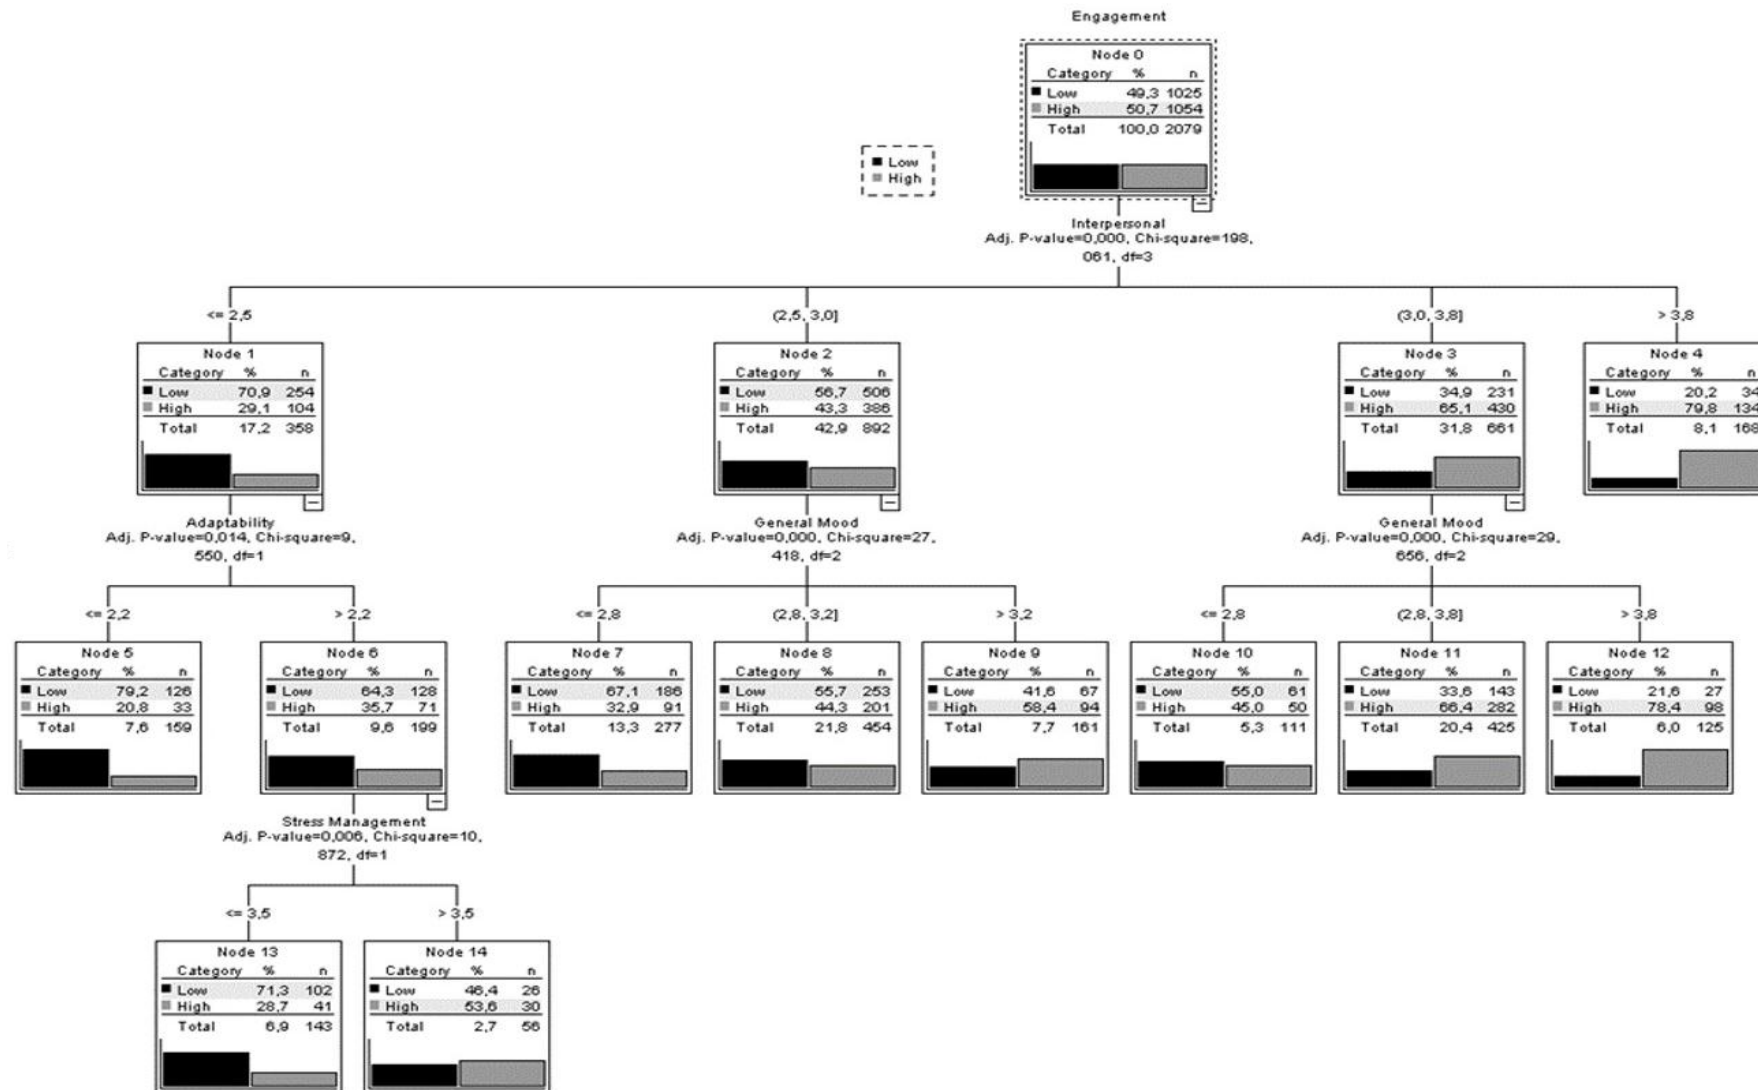 Engagement
Node 0
Category % n
Low 49,3 1025
High 50,7 1054
Total 100,0 2079
Low
High
Interpersonal
Adj. P-value=0,000, Chi-square=198,
061, df=3
<= 2,5
(2,5, 3,0]
(3,0, 3,8]
> 3,8
Node 1
Category % n
Low 70,9 254
High 29,1 104
Total 17,2 358
Node 2
Category % n
Low 56,7 506
High 43,3 386
Total 42,9 892
Node 3
Category % n
Low 34,9 231
High 65,1 430
Total 31,8 661
Node 4
Category % n
Low 20,2 34
High 79,8 134
Total 8,1 168
Adaptability
Adj. P-value=0,014, Chi-square=9,
550, df=1
General Mood
Adj. P-value=0,000, Chi-square=27,
418, df=2
General Mood
Adj. P-value=0,000, Chi-square=29,
656, df=2
<= 2,2
> 2,2
<= 2,8
(2,8, 3,2]
> 3,2
<= 2,8
(2,8, 3,8]
> 3,8
Node 5
Category % n
Low 79,2 126
High 20,8 33
Total 7,6 159
Node 6
Category % n
Low 64,3 128
High 35,7 71
Total 9,6 199
Node 7
Category % n
Low 67,1 186
High 32,9 91
Total 13,3 277
Node 8
Category % n
Low 55,7 253
High 44,3 201
Total 21,8 454
Node 9
Category % n
Low 41,6 67
High 58,4 94
Total 7,7 161
Node 10
Category % n
Low 55,0 61
High 45,0 50
Total 5,3 111
Node 11
Category % n
Low 33,6 143
High 66,4 282
Total 20,4 425
Node 12
Category % n
Low 21,6 27
High 78,4 98
Total 6,0 125
Stress Management
Adj. P-value=0,006, Chi-square=10,
872, df=1
<= 3,5
> 3,5
Node 13
Category % n
Low 71,3 102
High 28,7 41
Total 6,9 143
Node 14
Category % n
Low 46,4 26
High 53,6 30
Total 2,7 56